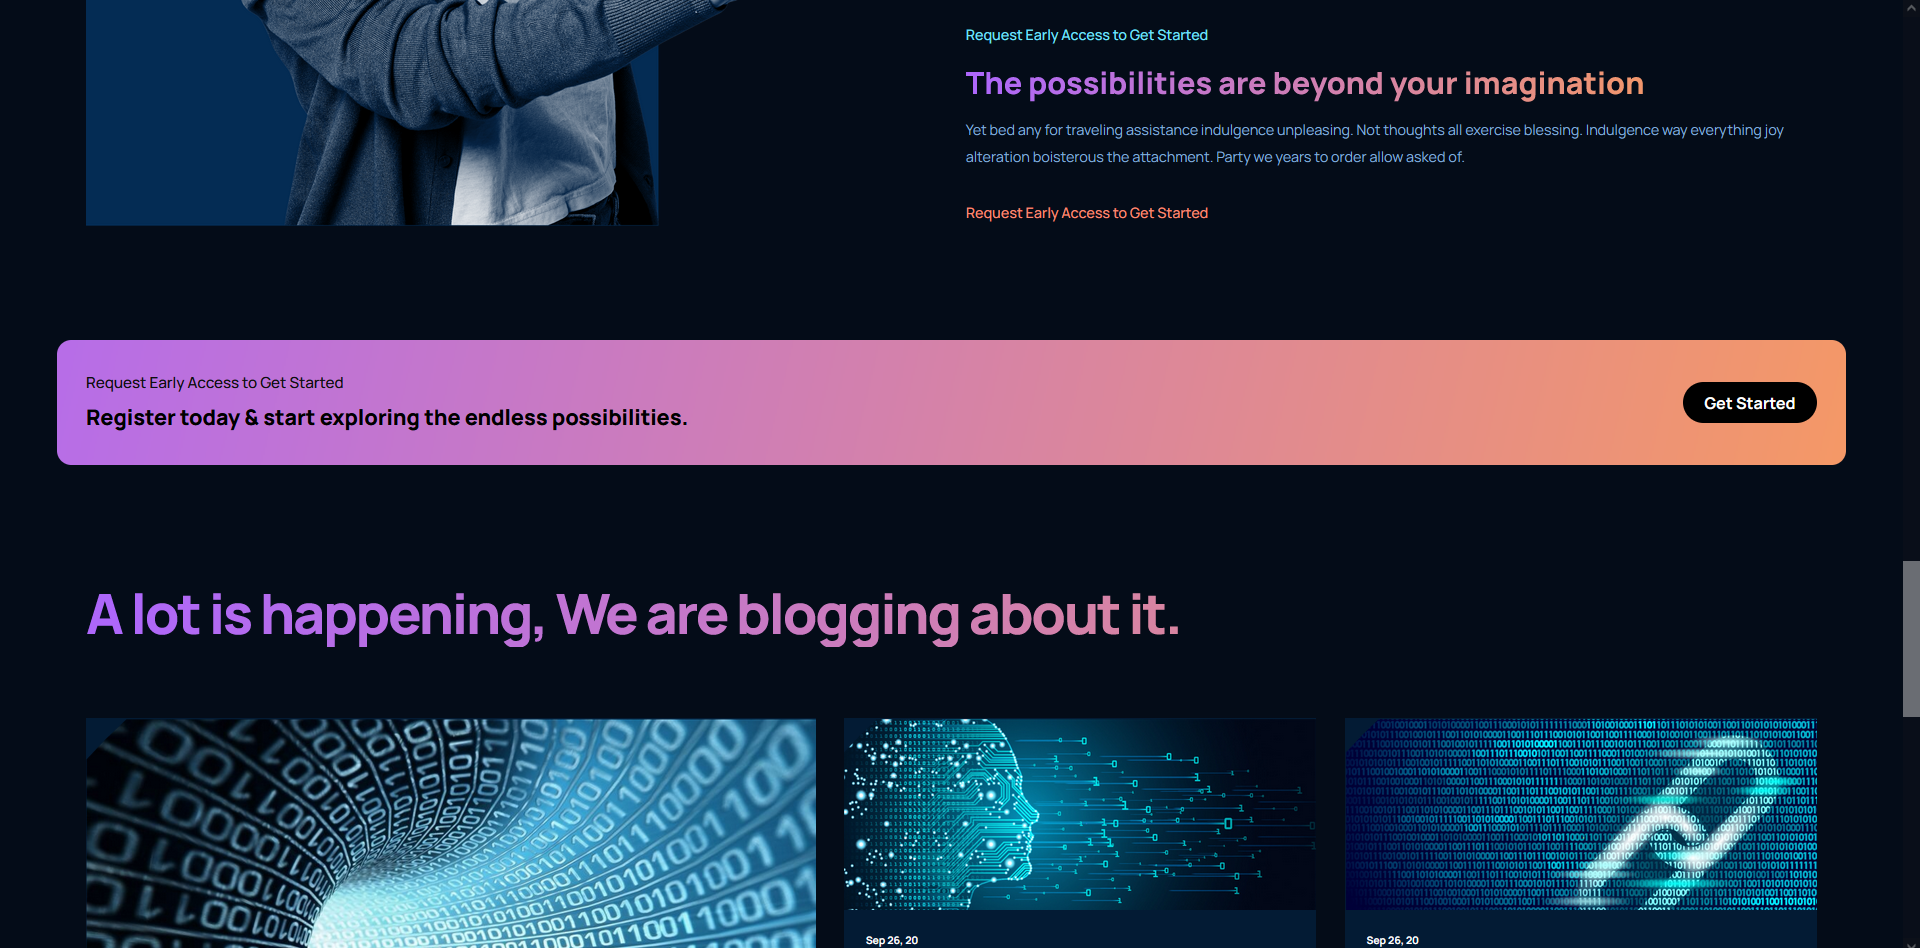 Request Early Access to Get Started
The possibilities are beyond your imagination
Yet bed any for traveling assistance indulgence unpleasing. Not thoughts all exercise blessing. Indulgence way everything joy
alteration boisterous the attachment. Party we years to order allow asked of.
Request Early Access to Get Started
Request Early Access to Get Started
Register today & start exploring the endless possibilities.
Get Started
A lot is happening, We are blogging about it.
Sep 26, 20
Sep 26, 20